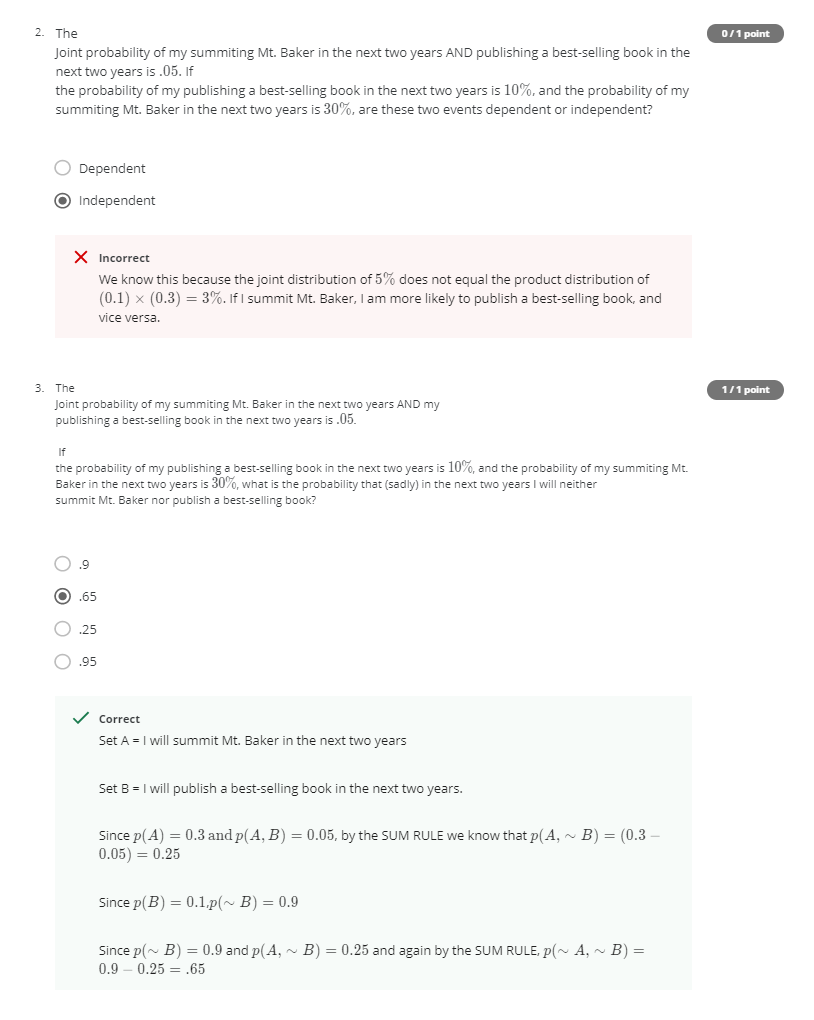 2. The
0 / 1 point
Joint probability of my summiting Mt. Baker in the next two years AND publishing a best-selling book in the
next two years is .05. If
the probability of my publishing a best-selling book in the next two years is 10%, and the probability of my
summiting Mt. Baker in the next two years is 30%, are these two events dependent or independent?
Dependent
Independent
Incorrect
We know this because the joint distribution of 5% does not equal the product distribution of
(0.1) × (0.3) = 3%. If I summit Mt. Baker, I am more likely to publish a best-selling book, and
vice versa.
3. The
1 / 1 point
Joint probability of my summiting Mt. Baker in the next two years AND my
publishing a best-selling book in the next two years is .05.
If
the probability of my publishing a best-selling book in the next two years is 10%, and the probability of my summiting Mt.
Baker in the next two years is 30%, what is the probability that (sadly) in the next two years I will neither
summit Mt. Baker nor publish a best-selling book?
.9
.65
.25
.95
Correct
Set A = I will summit Mt. Baker in the next two years
Set B = I will publish a best-selling book in the next two years.
Since p(A) = 0.3 and p(A, B) = 0.05, by the SUM RULE we know that p(A, ∼ B) = (0.3 −
0.05) = 0.25
Since p(B) = 0.1,p(∼ B) = 0.9
Since p(∼ B) = 0.9 and p(A, ∼ B) = 0.25 and again by the SUM RULE, p(∼ A, ∼ B) =
0.9 − 0.25 = .65